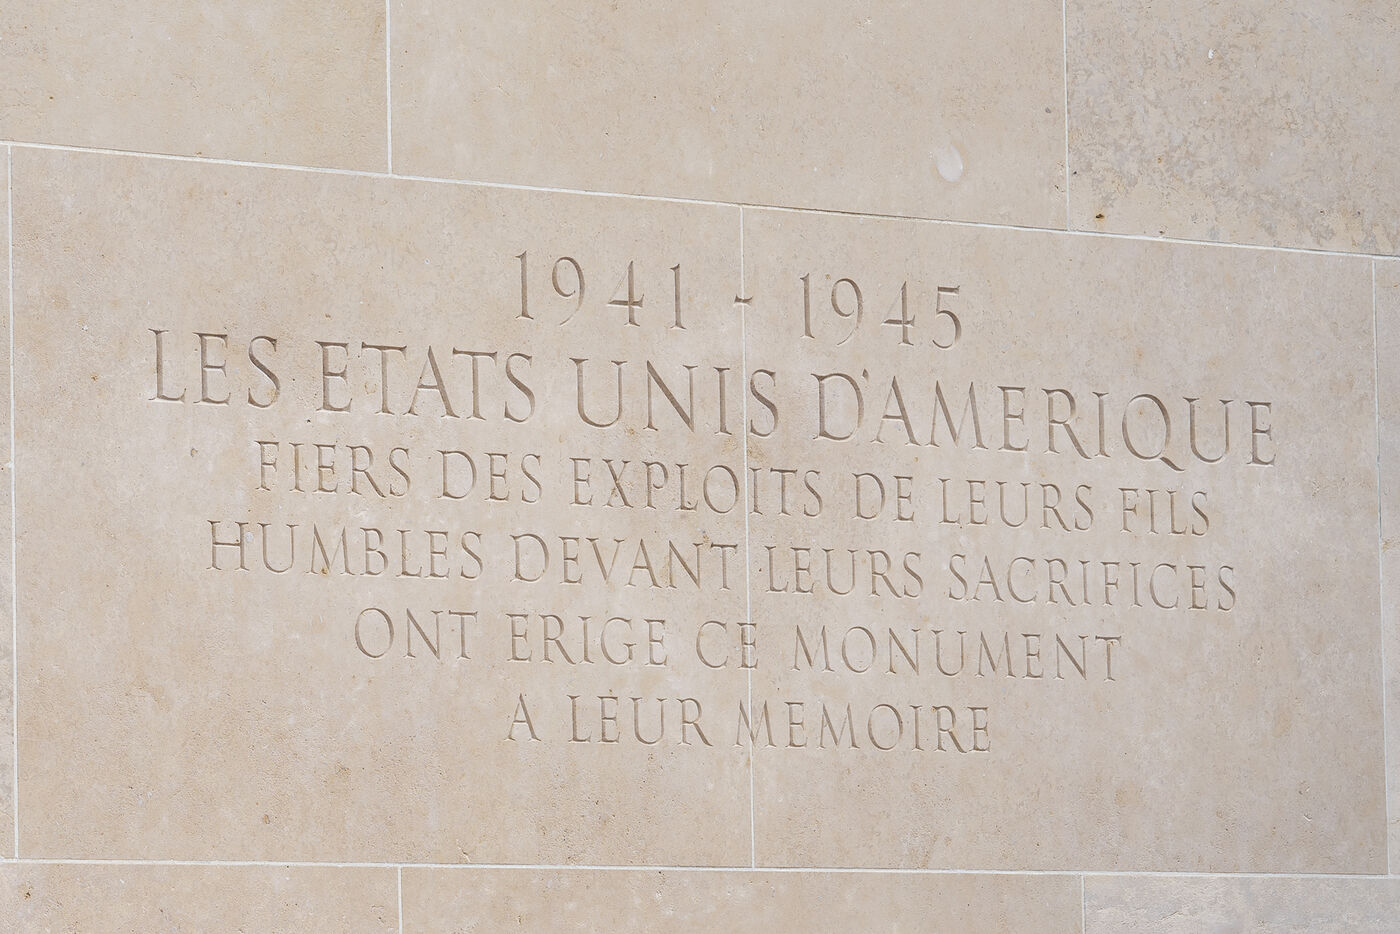 1941 - 1945
LES ETATS UNIS D'AMERIQUE
FIERS DES EXPLOITS DE LEURS FILS
HUMBLES DEVANT LEURS SACRIFICES
ONT ERIGE CE MONUMENT
A LEUR MEMOIRE